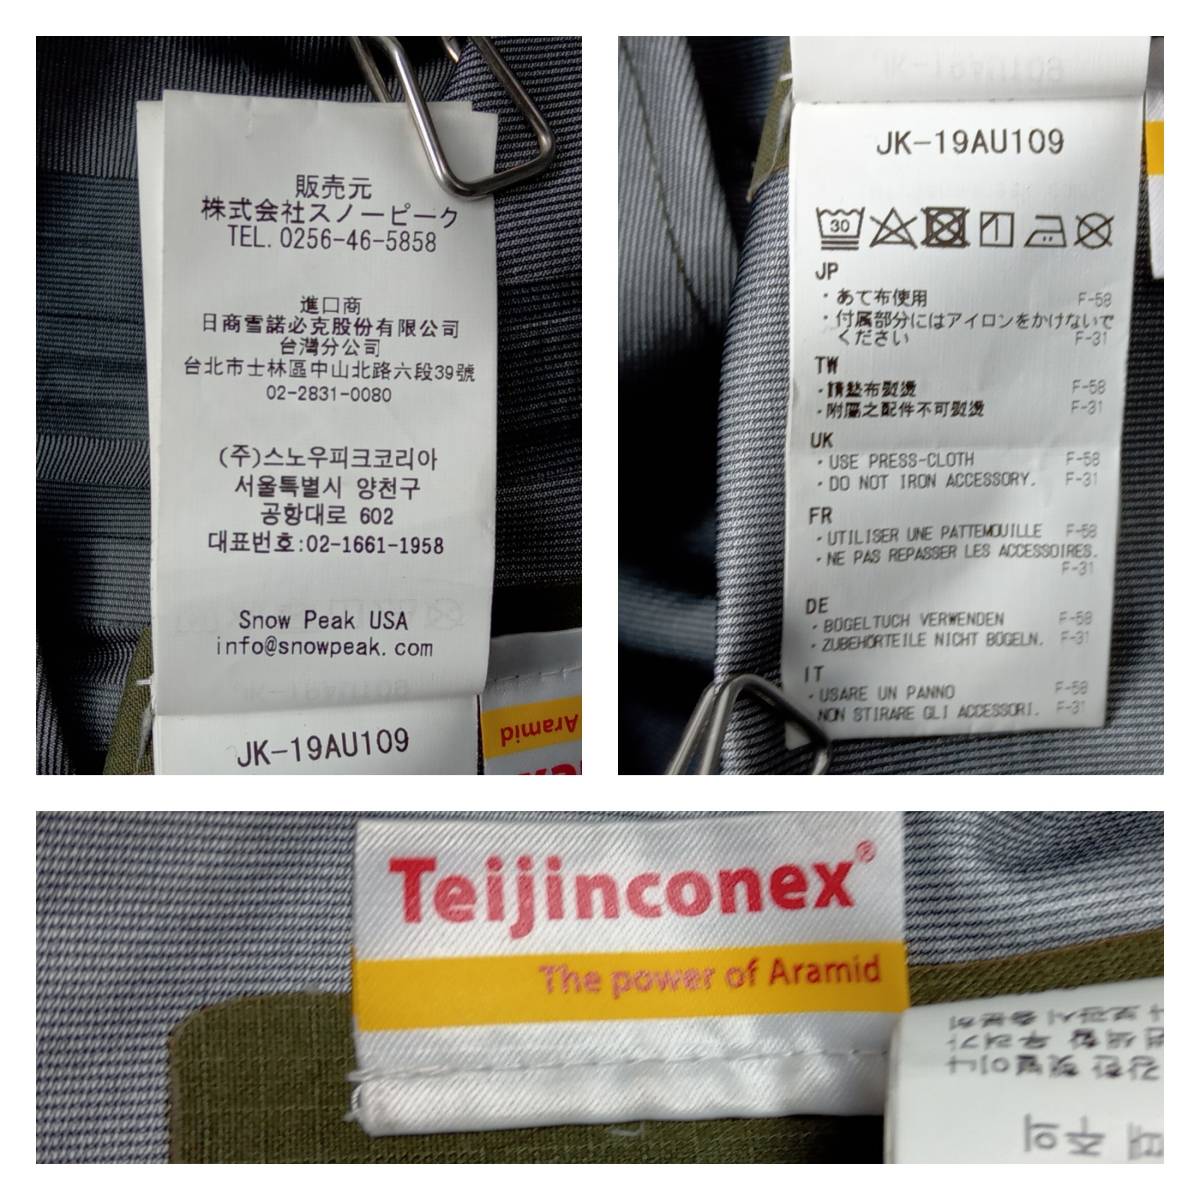 販売元
株式会社スノーピーク
TEL. 0256-46-5858
進口商
日商雪諾必克股份有限公司
台灣分公司
台北市士林區中山北路六段39號
02-2831-0080
(주)스노우피크코리아
서울특별시 양천구
공항대로 602
대표번호:02-1661-1958
Snow Peak USA
info@snowpeak.com
JK-19AU109
Aramid
JK-19AU109
30
JP
・あて布使用 F-58
・付属部分にはアイロンをかけないで
ください F-31
TW
・請墊布熨燙 F-58
・附屬之配件不可熨燙 F-31
UK
・USE PRESS-CLOTH F-58
・DO NOT IRON ACCESSORY. F-31
FR
・UTILISER UNE PATTEMOUILLE F-58
・NE PAS REPASSER LES ACCESSOIRES.
F-31
DE
・BÜGELTUCH VERWENDEN F-58
・ZUBEHÖRTEILE NICHT BÜGELN. F-31
IT
・USARE UN PANNO F-58
NON STIRARE GLI ACCESSORI. F-31
Teijinconex®
The power of Aramid